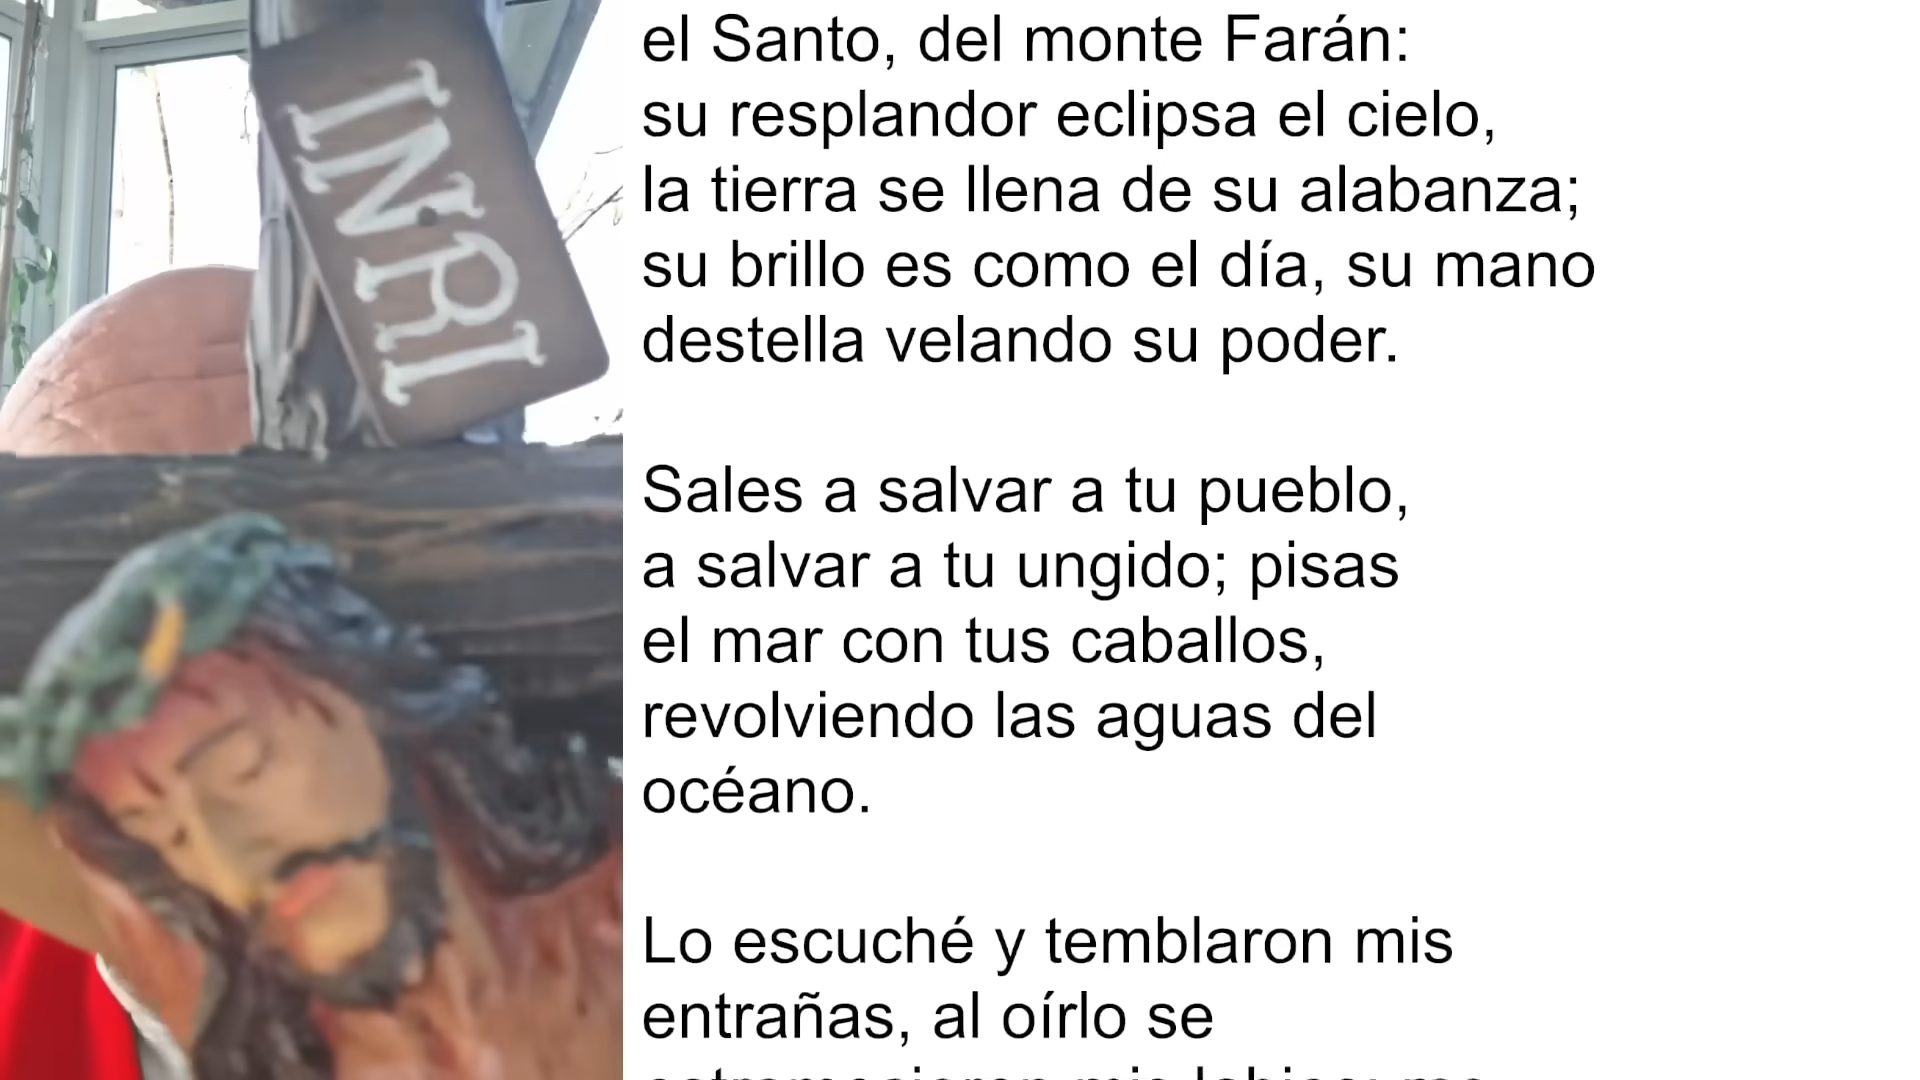 INRI
el Santo, del monte Farán:
su resplandor eclipsa el cielo,
la tierra se llena de su alabanza;
su brillo es como el día, su mano
destella velando su poder.
Sales a salvar a tu pueblo,
a salvar a tu ungido; pisas
el mar con tus caballos,
revolviendo las aguas del
océano.
Lo escuché y temblaron mis
entrañas, al oírlo se